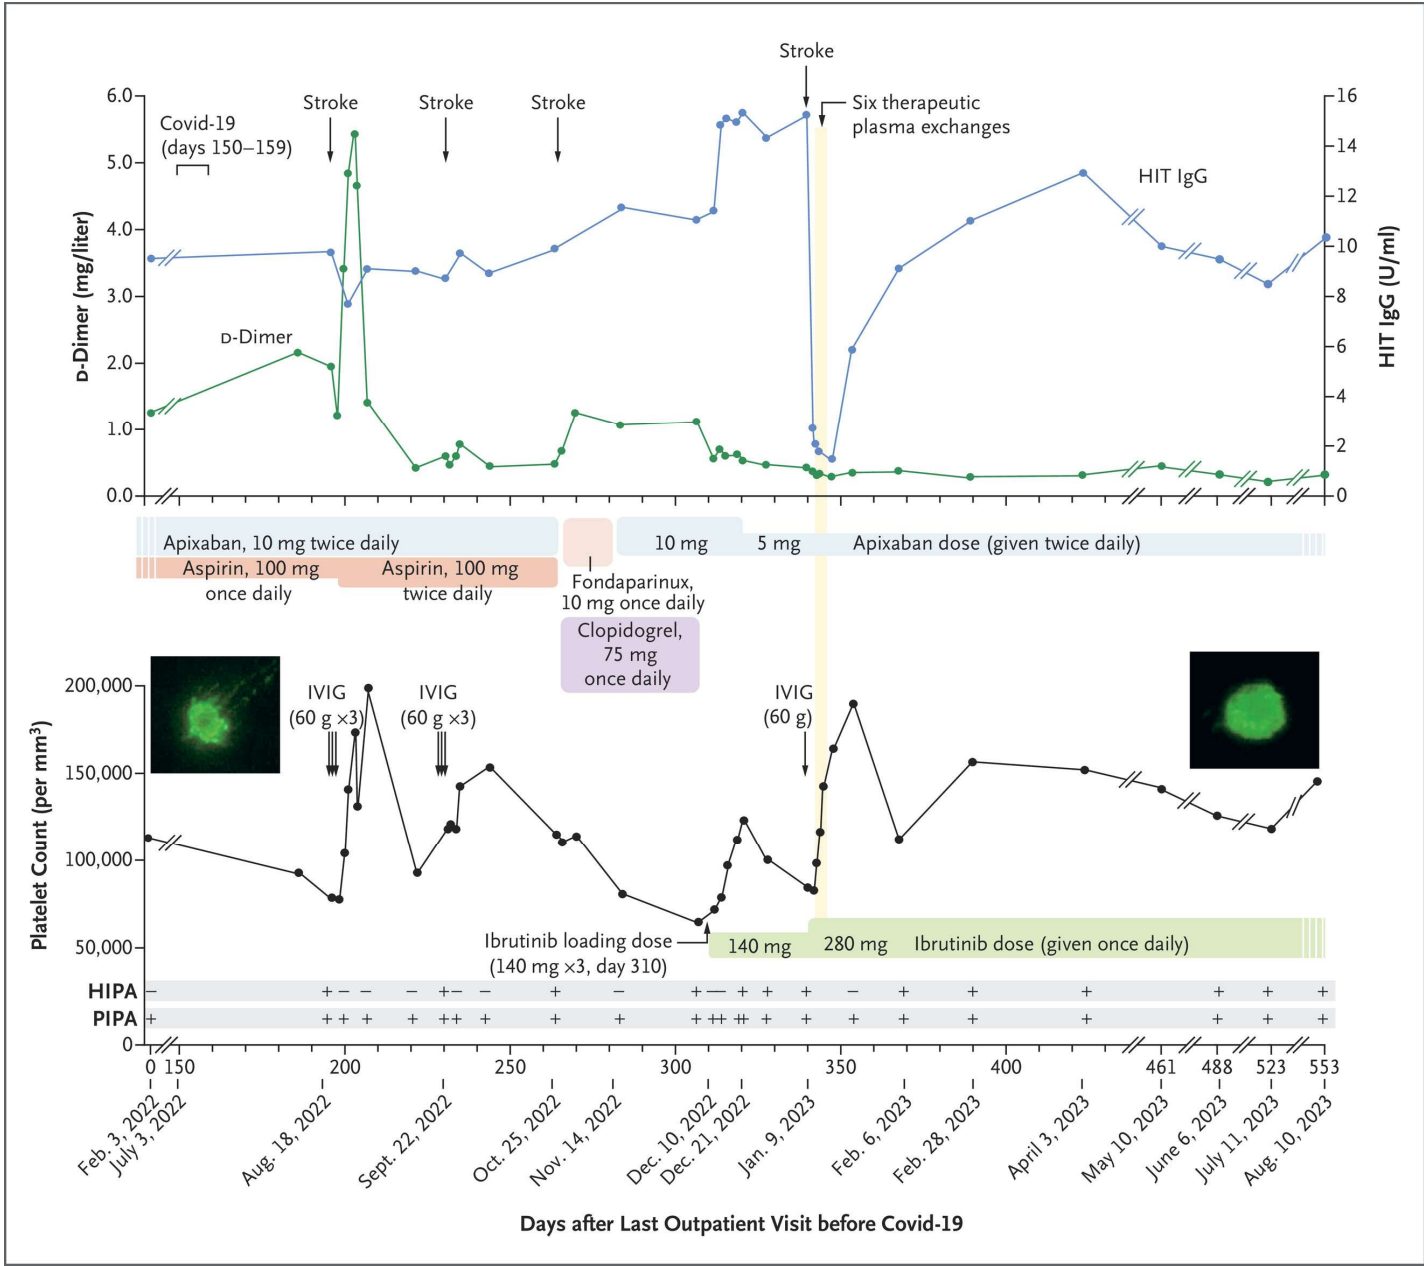 Stroke
6.0
Covid-19
(days 150–159)
Stroke
Stroke
Stroke
Six therapeutic
plasma exchanges
16
5.0
14
HIT IgG
12
4.0
10
3.0
8
D-Dimer
2.0
6
4
1.0
2
0.0
0
D-Dimer (mg/liter)
HIT IgG (U/ml)
Apixaban, 10 mg twice daily
10 mg
5 mg
Apixaban dose (given twice daily)
Aspirin, 100 mg
once daily
Aspirin, 100 mg
twice daily
Fondaparinux,
10 mg once daily
Clopidogrel,
75 mg
once daily
200,000
IVIG
(60 g ×3)
IVIG
(60 g ×3)
IVIG
(60 g)
150,000
100,000
50,000
0
Platelet Count (per mm³)
Ibrutinib loading dose
(140 mg ×3, day 310)
140 mg
280 mg
Ibrutinib dose (given once daily)
HIPA – + – – – + – – + – + – – + + + – + + + + + +
PIPA + + + + + + + + + + + + + + + + + + + + + + + +
0 150 200 250 300 350 400 461 488 523 553
Feb. 3, 2022
July 3, 2022
Aug. 18, 2022
Sept. 22, 2022
Oct. 25, 2022
Nov. 14, 2022
Dec. 10, 2022
Dec. 21, 2022
Jan. 9, 2023
Feb. 6, 2023
Feb. 28, 2023
April 3, 2023
May 10, 2023
June 6, 2023
July 11, 2023
Aug. 10, 2023
Days after Last Outpatient Visit before Covid-19